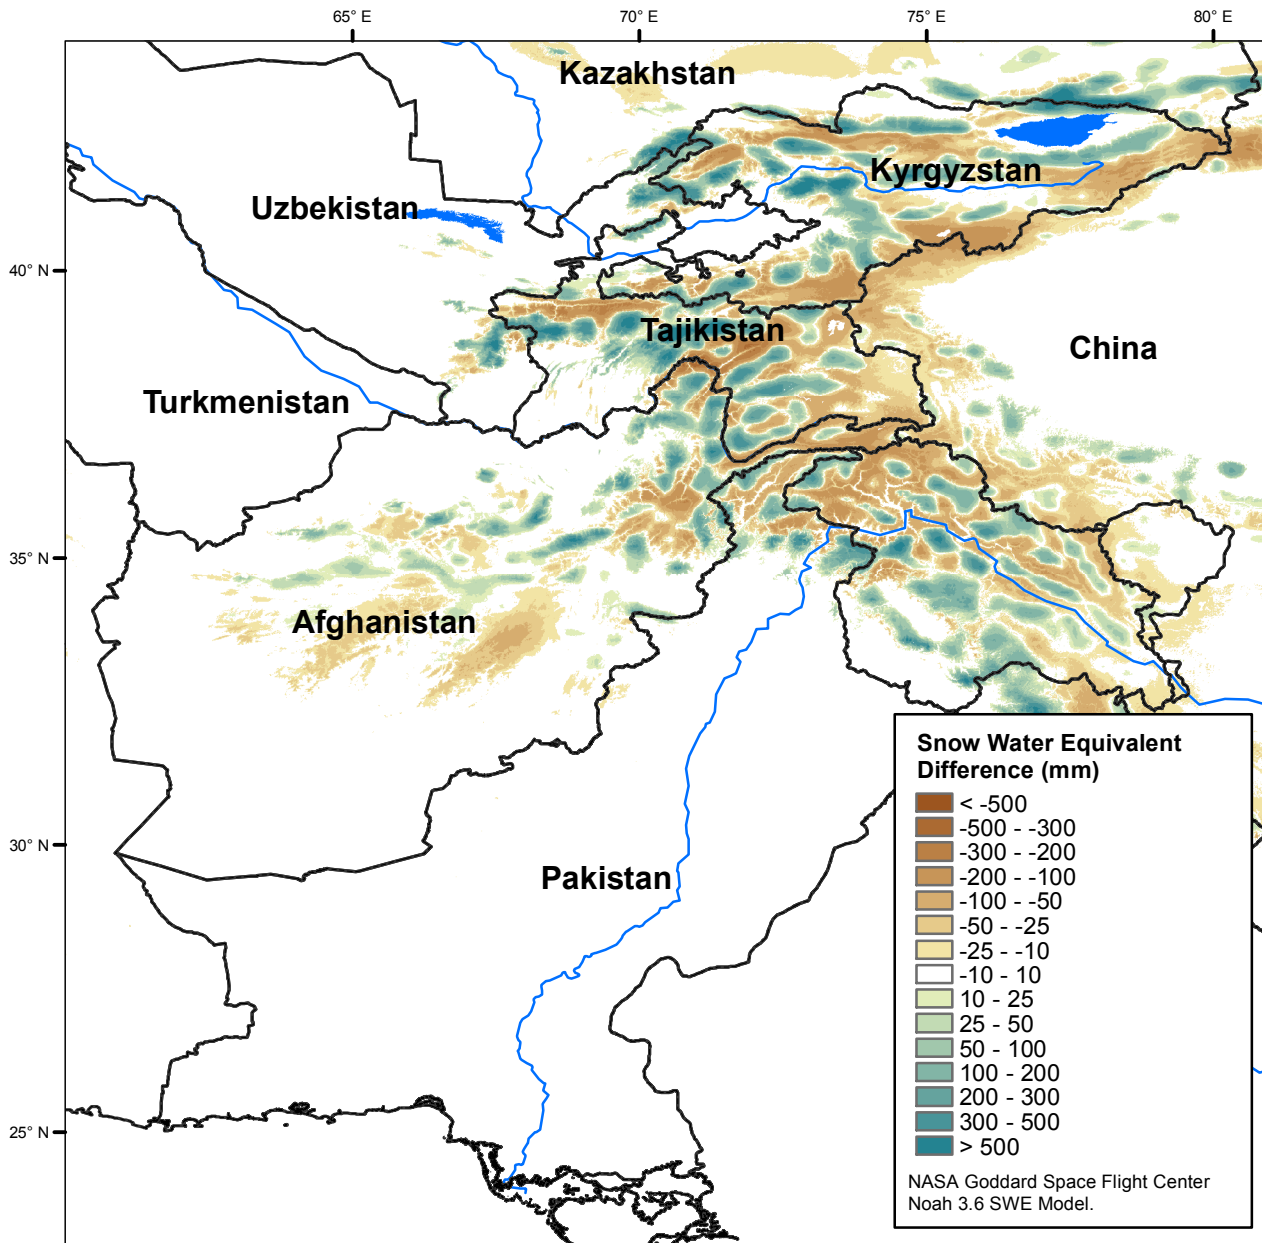 65° E
70° E
75° E
80° E
Kazakhstan
Kyrgyzstan
Uzbekistan
40° N
Tajikistan
China
Turkmenistan
35° N
Afghanistan
30° N
Pakistan
25° N
Snow Water Equivalent
Difference (mm)
< -500
-500 - -300
-300 - -200
-200 - -100
-100 - -50
-50 - -25
-25 - -10
-10 - 10
10 - 25
25 - 50
50 - 100
100 - 200
200 - 300
300 - 500
> 500
NASA Goddard Space Flight Center
Noah 3.6 SWE Model.